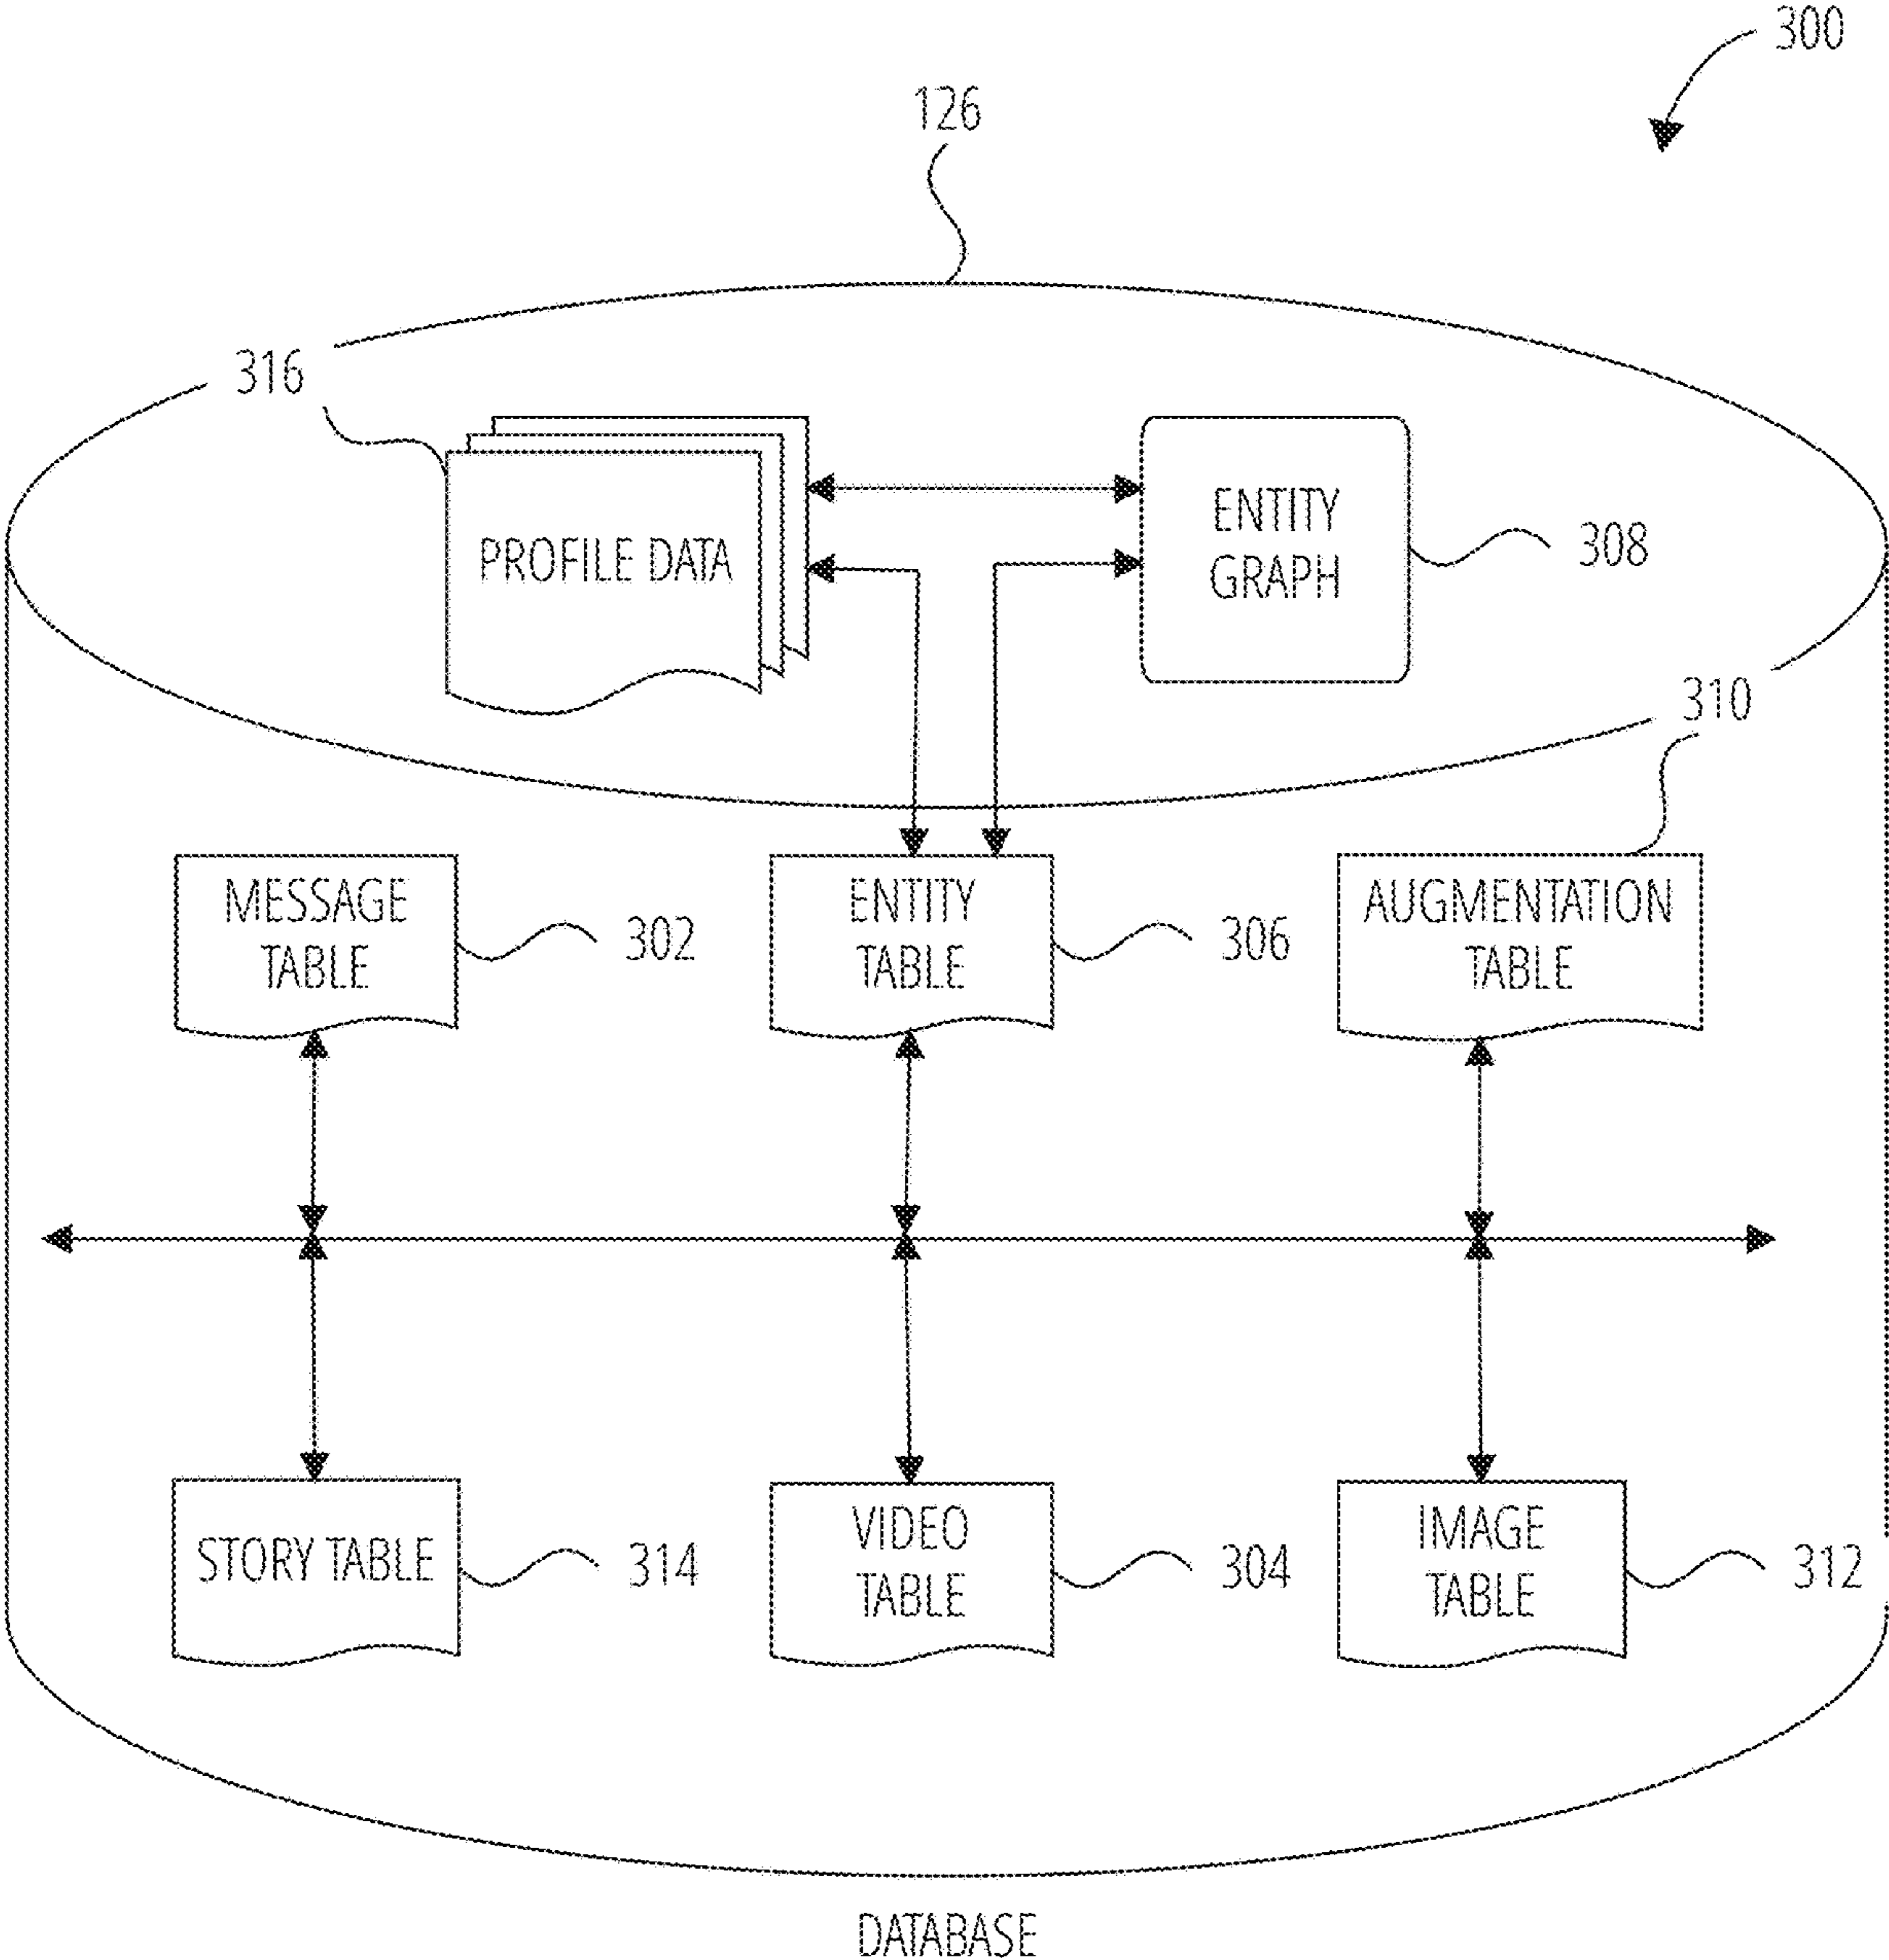 300
126
316
PROFILE DATA
ENTITY
GRAPH
308
310
MESSAGE
TABLE
302
ENTITY
TABLE
306
AUGMENTATION
TABLE
STORY TABLE
314
VIDEO
TABLE
304
IMAGE
TABLE
312
DATABASE